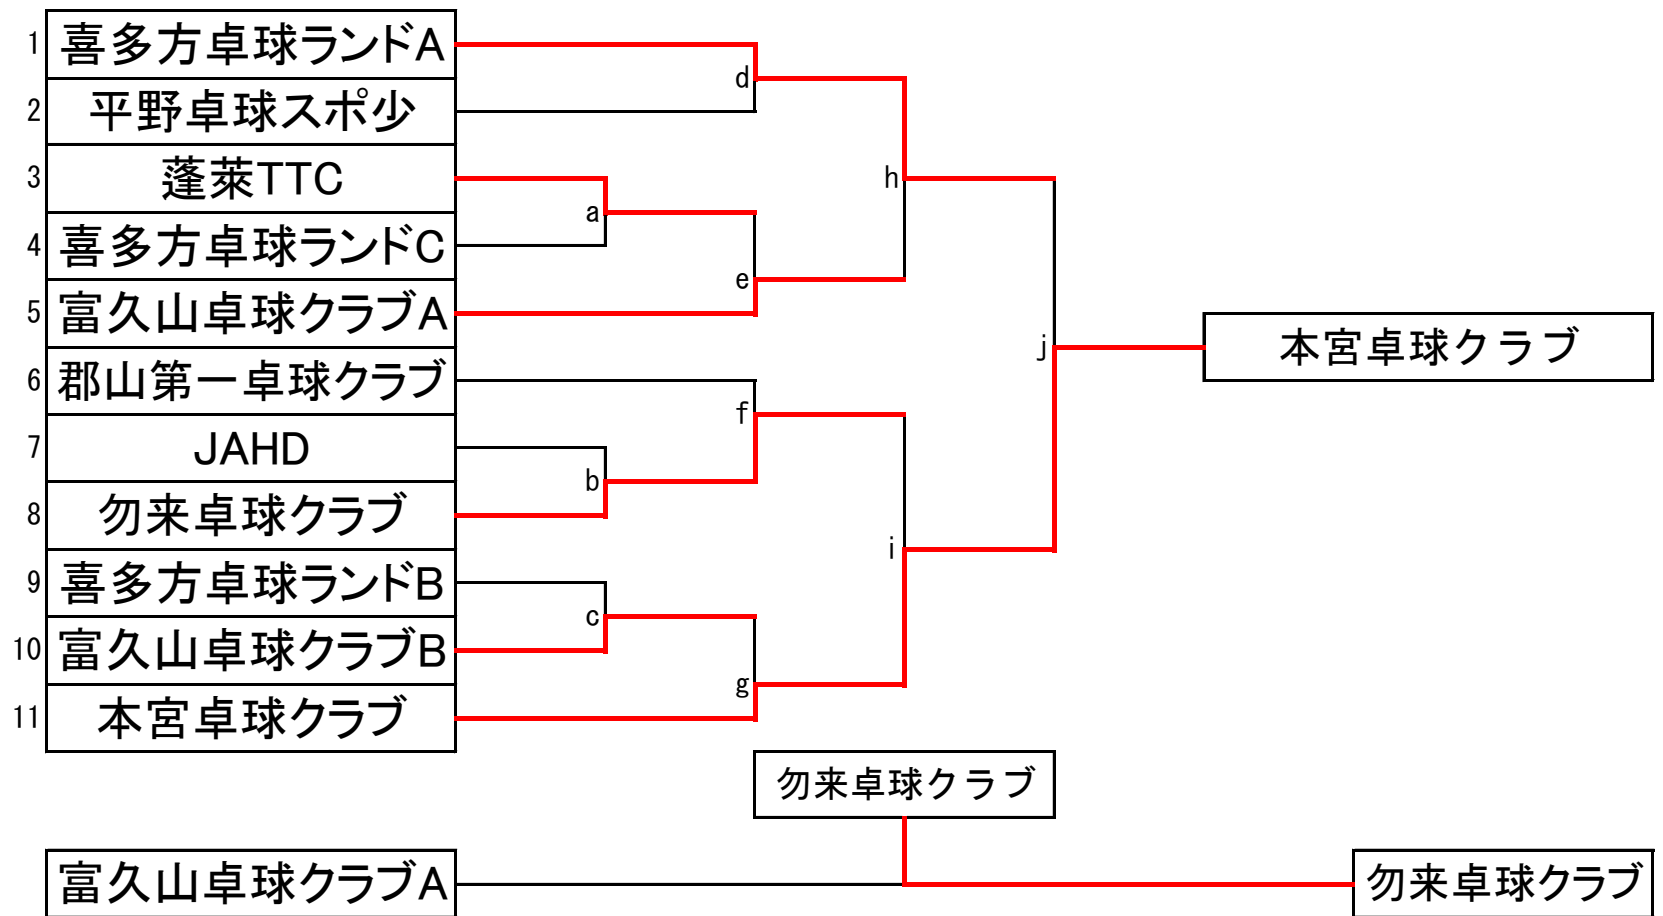 1 喜多方卓球ランドA
d
2 平野卓球スポ少
3 蓬莱TTC
h
a
4 喜多方卓球ランドC
e
5 富久山卓球クラブA
j 本宮卓球クラブ
6 郡山第一卓球クラブ
f
7 JAHD
b
8 勿来卓球クラブ
i
9 喜多方卓球ランドB
c
10 富久山卓球クラブB
g
11 本宮卓球クラブ
勿来卓球クラブ
富久山卓球クラブA 勿来卓球クラブ